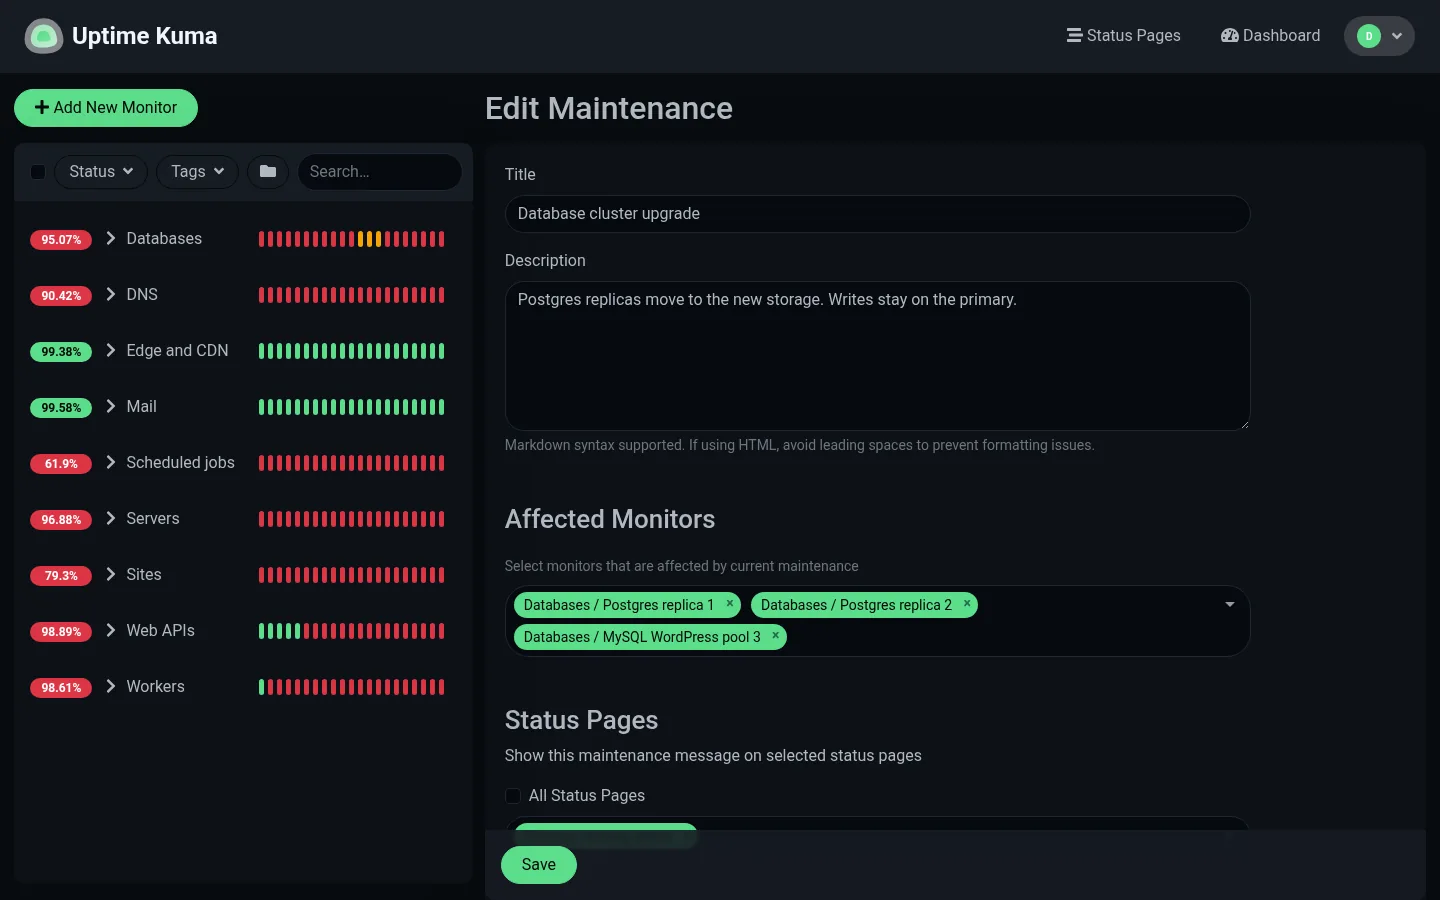 Uptime Kuma
Status Pages
Dashboard
D
Add New Monitor
Status
Tags
Search...
95.07% Databases
90.42% DNS
99.38% Edge and CDN
99.58% Mail
61.9% Scheduled jobs
96.88% Servers
79.3% Sites
98.89% Web APIs
98.61% Workers
Edit Maintenance
Title
Database cluster upgrade
Description
Postgres replicas move to the new storage. Writes stay on the primary.
Markdown syntax supported. If using HTML, avoid leading spaces to prevent formatting issues.
Affected Monitors
Select monitors that are affected by current maintenance
Databases / Postgres replica 1 × Databases / Postgres replica 2 ×
Databases / MySQL WordPress pool 3 ×
Status Pages
Show this maintenance message on selected status pages
All Status Pages
Save